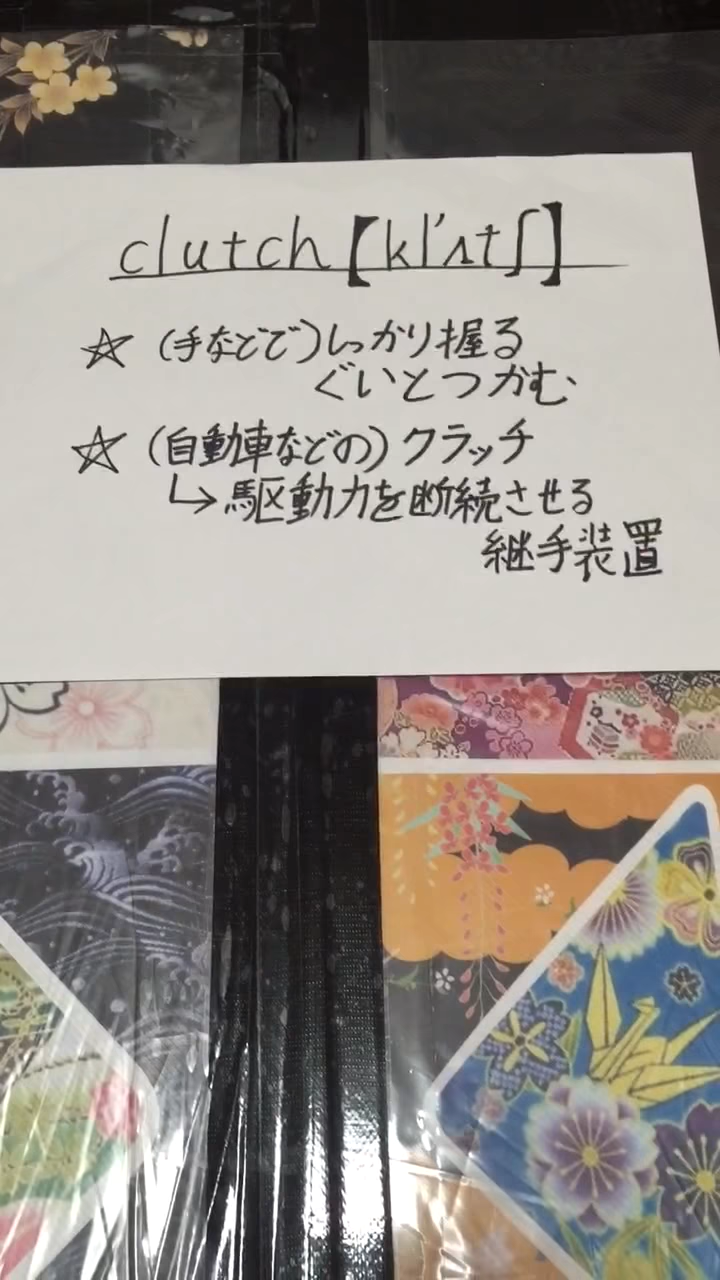 clutch【kl'ʌtʃ】
☆ (手などで)しっかり握る
ぐいとつかむ
☆ (自動車などの)クラッチ
↳駆動力を断続させる
継手装置